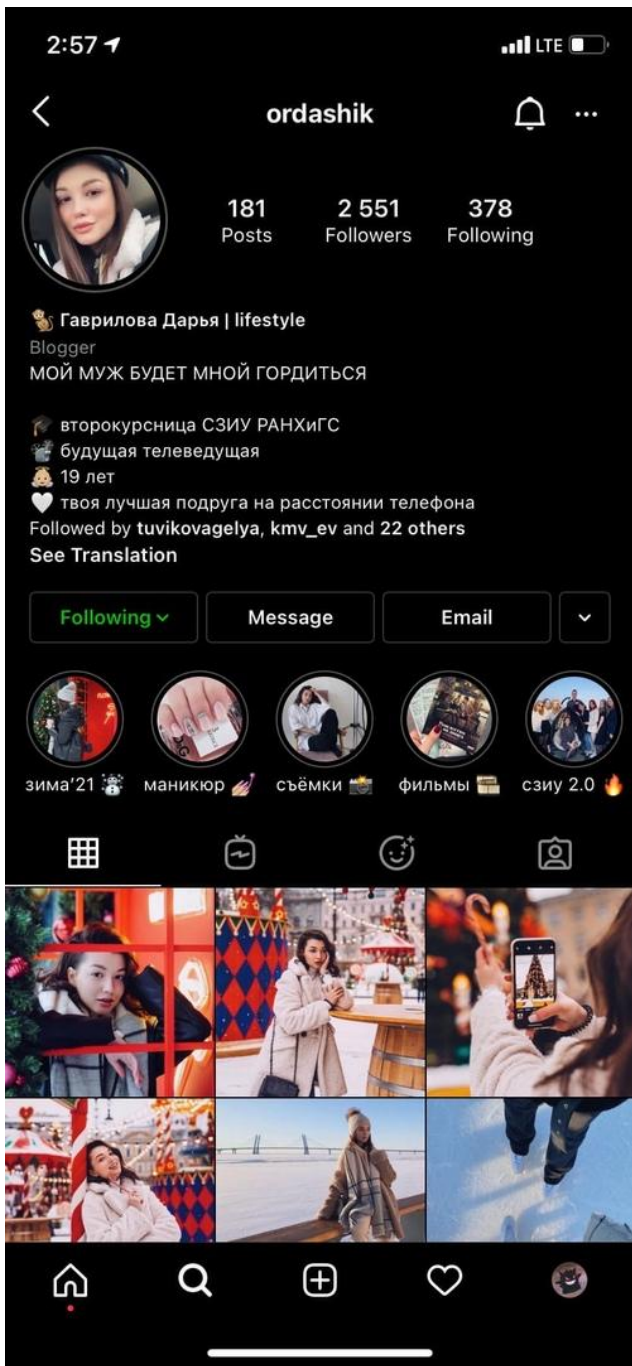 2:57
LTE
ordashik
181
2 551
378
Posts
Followers
Following
🐒 Гаврилова Дарья | lifestyle
Blogger
МОЙ МУЖ БУДЕТ МНОЙ ГОРДИТЬСЯ
🎓 второкурсница СЗИУ РАНХиГС
📽 будущая телеведущая
👼🏼 19 лет
🤍 твоя лучшая подруга на расстоянии телефона
Followed by tuvikovagelya, kmv_ev and 22 others
See Translation
Following
Message
Email
зима'21 ☃️
маникюр 💅🏼
съёмки 📸
фильмы 🎞
сзиу 2.0 🔥